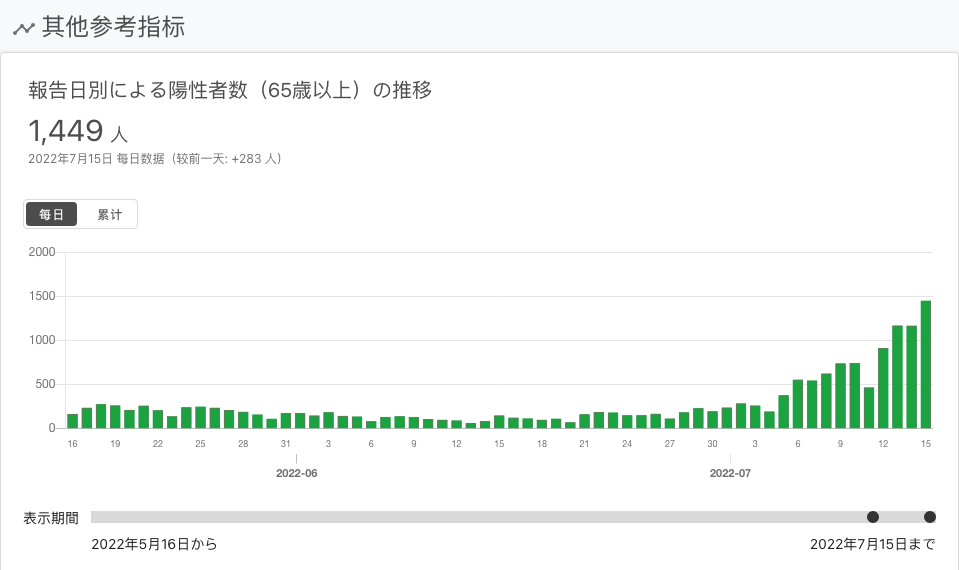 其他参考指标
報告日別による陽性者数（65歳以上）の推移
1,449 人
2022年7月15日 每日数据（较前一天: +283 人）
每日 累计
2000
1500
1000
500
0
16 19 22 25 28 31 3 6 9 12 15 18 21 24 27 30 3 6 9 12 15
2022-06 2022-07
表示期間
2022年5月16日から 2022年7月15日まで